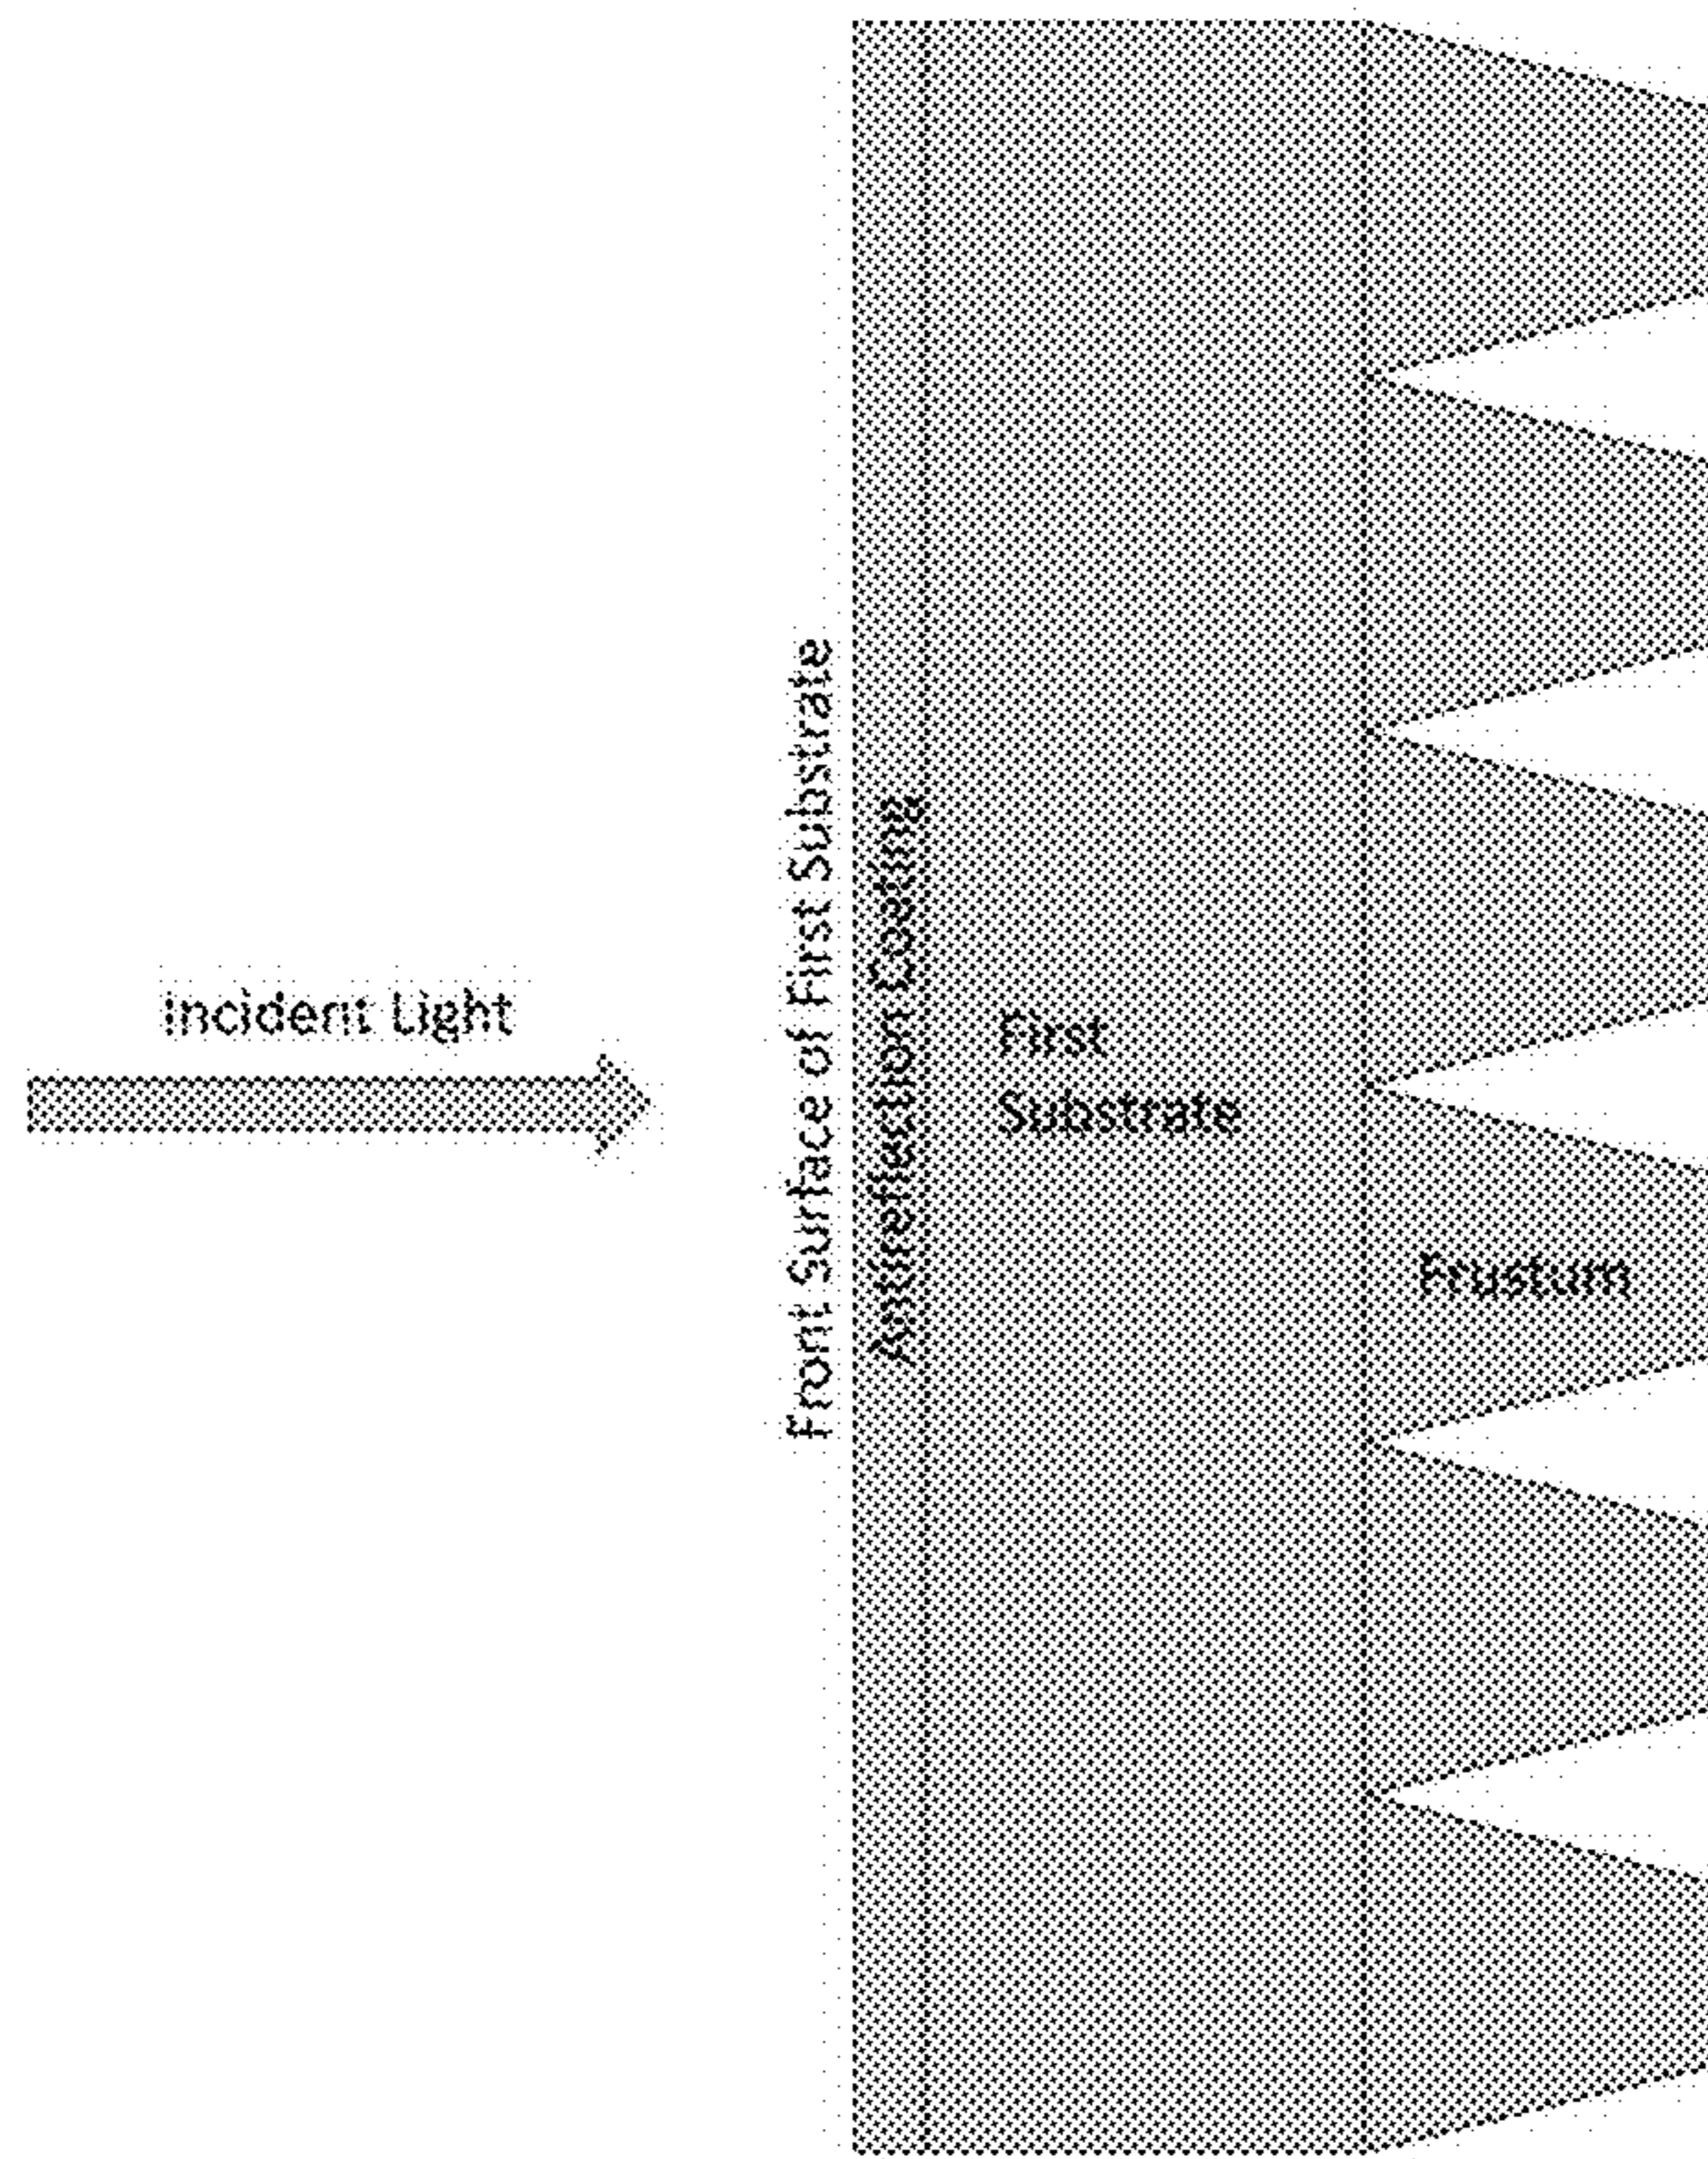 Incident Light
Front Surface of First Substrate
Antireflection Coating
First
Substrate
Frustum